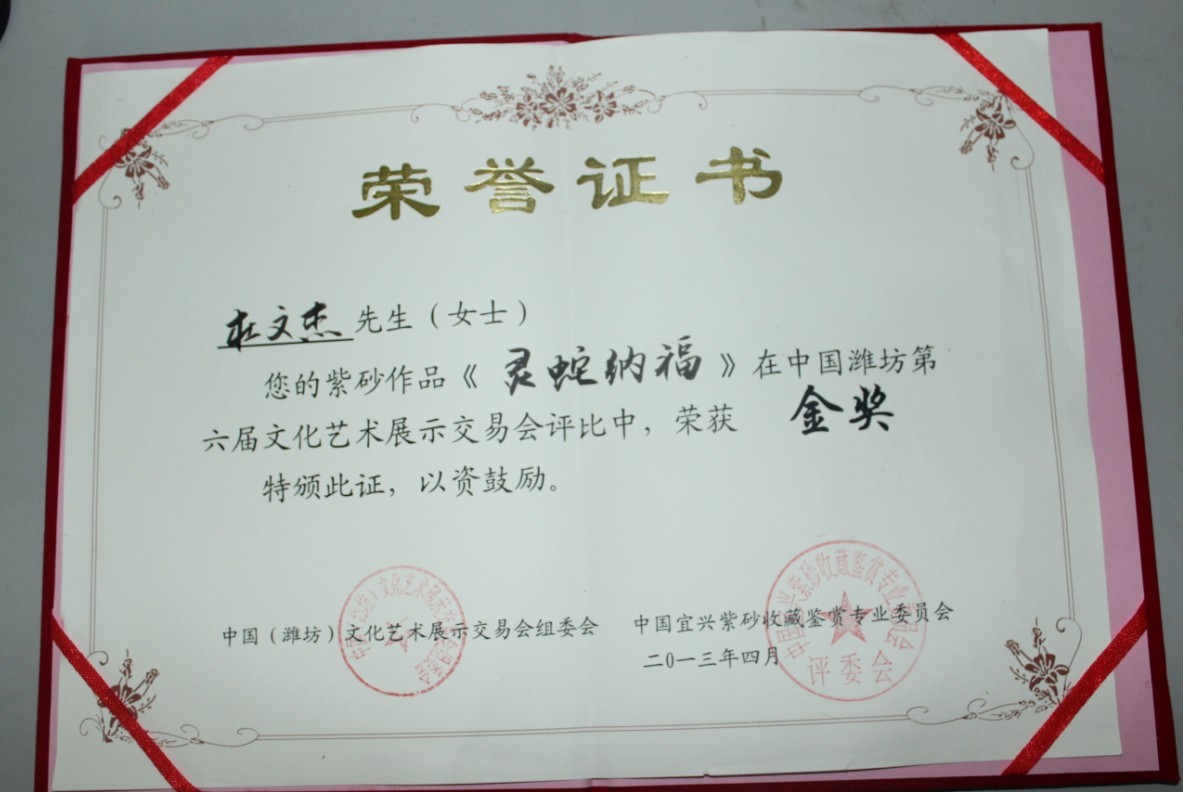 荣誉证书
杜文杰先生（女士）
您的紫砂作品《灵蛇纳福》在中国潍坊第
六届文化艺术展示交易会评比中，荣获 金奖
特颁此证，以资鼓励。
中国（潍坊）文化艺术展示交易会组委会
中国宜兴紫砂收藏鉴赏专业委员会
二0一三年四月
评委会